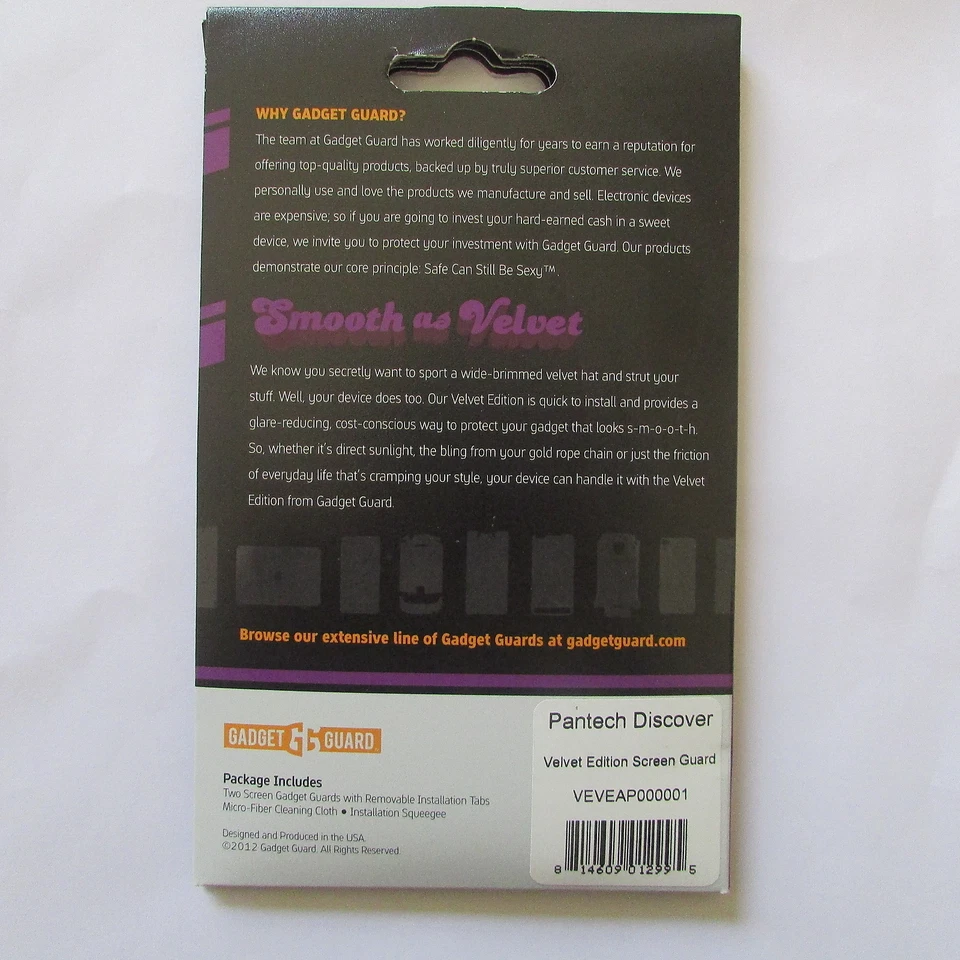 WHY GADGET GUARD?
The team at Gadget Guard has worked diligently for years to earn a reputation for
offering top-quality products, backed up by truly superior customer service. We
personally use and love the products we manufacture and sell. Electronic devices
are expensive; so if you are going to invest your hard-earned cash in a sweet
device, we invite you to protect your investment with Gadget Guard. Our products
demonstrate our core principle: Safe Can Still Be Sexy™.
Smooth as Velvet
We know you secretly want to sport a wide-brimmed velvet hat and strut your
stuff. Well, your device does too. Our Velvet Edition is quick to install and provides a
glare-reducing, cost-conscious way to protect your gadget that looks s-m-o-o-t-h.
So, whether it's direct sunlight, the bling from your gold rope chain or just the friction
of everyday life that's cramping your style, your device can handle it with the Velvet
Edition from Gadget Guard.
Browse our extensive line of Gadget Guards at gadgetguard.com
GADGET GG GUARD
Package Includes
Two Screen Gadget Guards with Removable Installation Tabs
Micro-Fiber Cleaning Cloth • Installation Squeegee
Designed and Produced in the USA.
©2012 Gadget Guard. All Rights Reserved.
Pantech Discover
Velvet Edition Screen Guard
VEVEAP000001
8 14609 01299 5